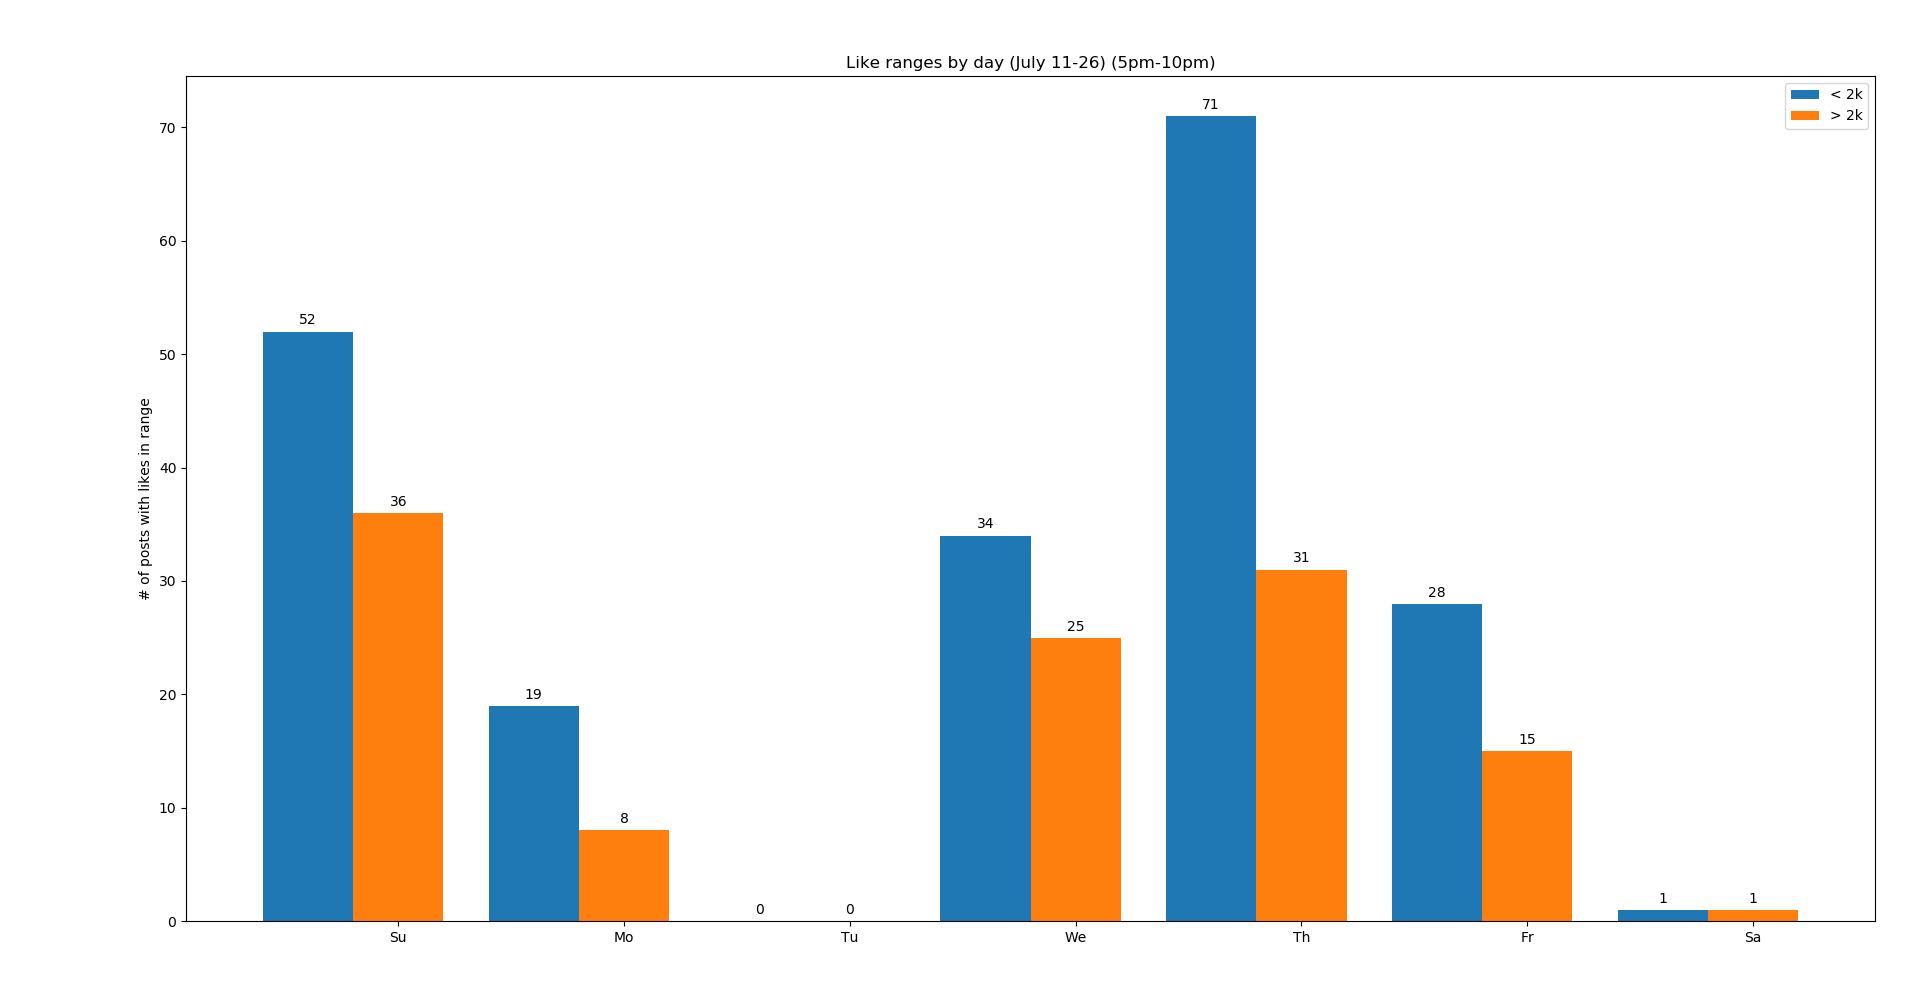 Like ranges by day (July 11-26) (5pm-10pm)
< 2k
> 2k
# of posts with likes in range
70
60
50
40
30
20
10
0
52
36
19
8
0
0
34
25
71
31
28
15
1
1
Su
Mo
Tu
We
Th
Fr
Sa